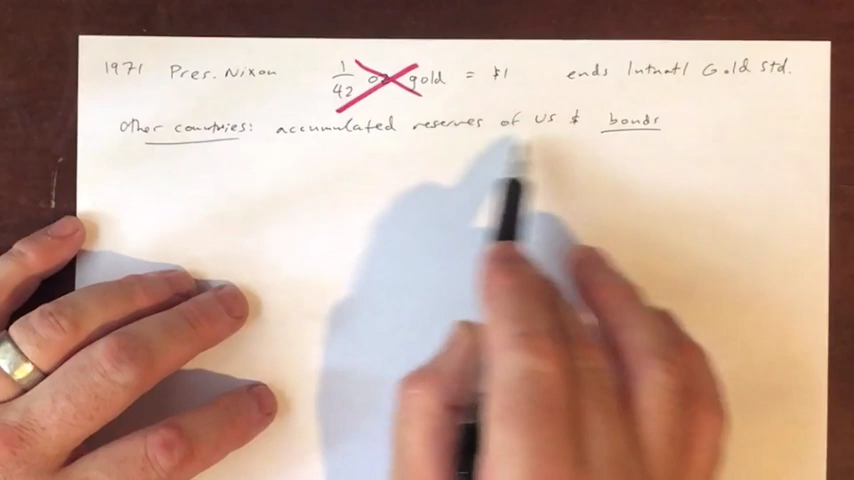 1971 Pres. Nixon 1/42 oz gold = $1 ends Intnat'l Gold Std.
Other countries: accumulated reserves of US $ bonds